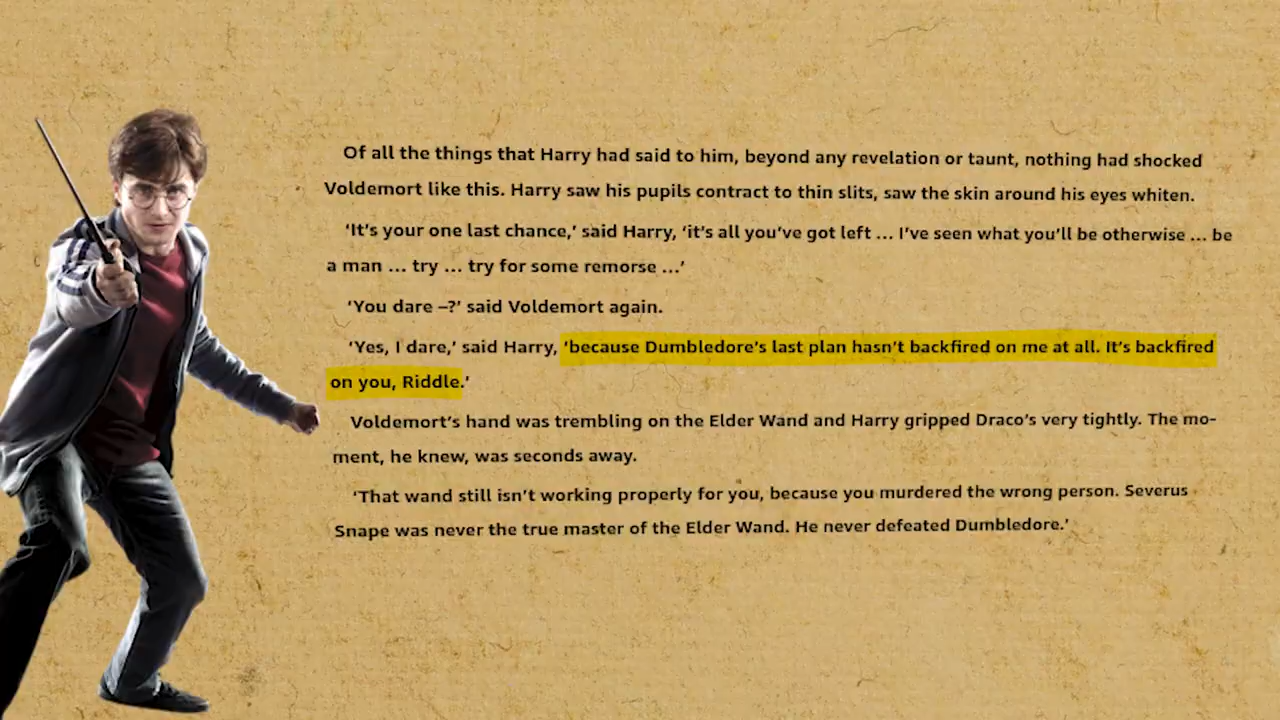 Of all the things that Harry had said to him, beyond any revelation or taunt, nothing had shocked
Voldemort like this. Harry saw his pupils contract to thin slits, saw the skin around his eyes whiten.
‘It’s your one last chance,’ said Harry, ‘it’s all you’ve got left ... I’ve seen what you’ll be otherwise ... be
a man ... try ... try for some remorse ...’
‘You dare –?’ said Voldemort again.
‘Yes, I dare,’ said Harry, ‘because Dumbledore’s last plan hasn’t backfired on me at all. It’s backfired
on you, Riddle.’
Voldemort’s hand was trembling on the Elder Wand and Harry gripped Draco’s very tightly. The mo-
ment, he knew, was seconds away.
‘That wand still isn’t working properly for you, because you murdered the wrong person. Severus
Snape was never the true master of the Elder Wand. He never defeated Dumbledore.’